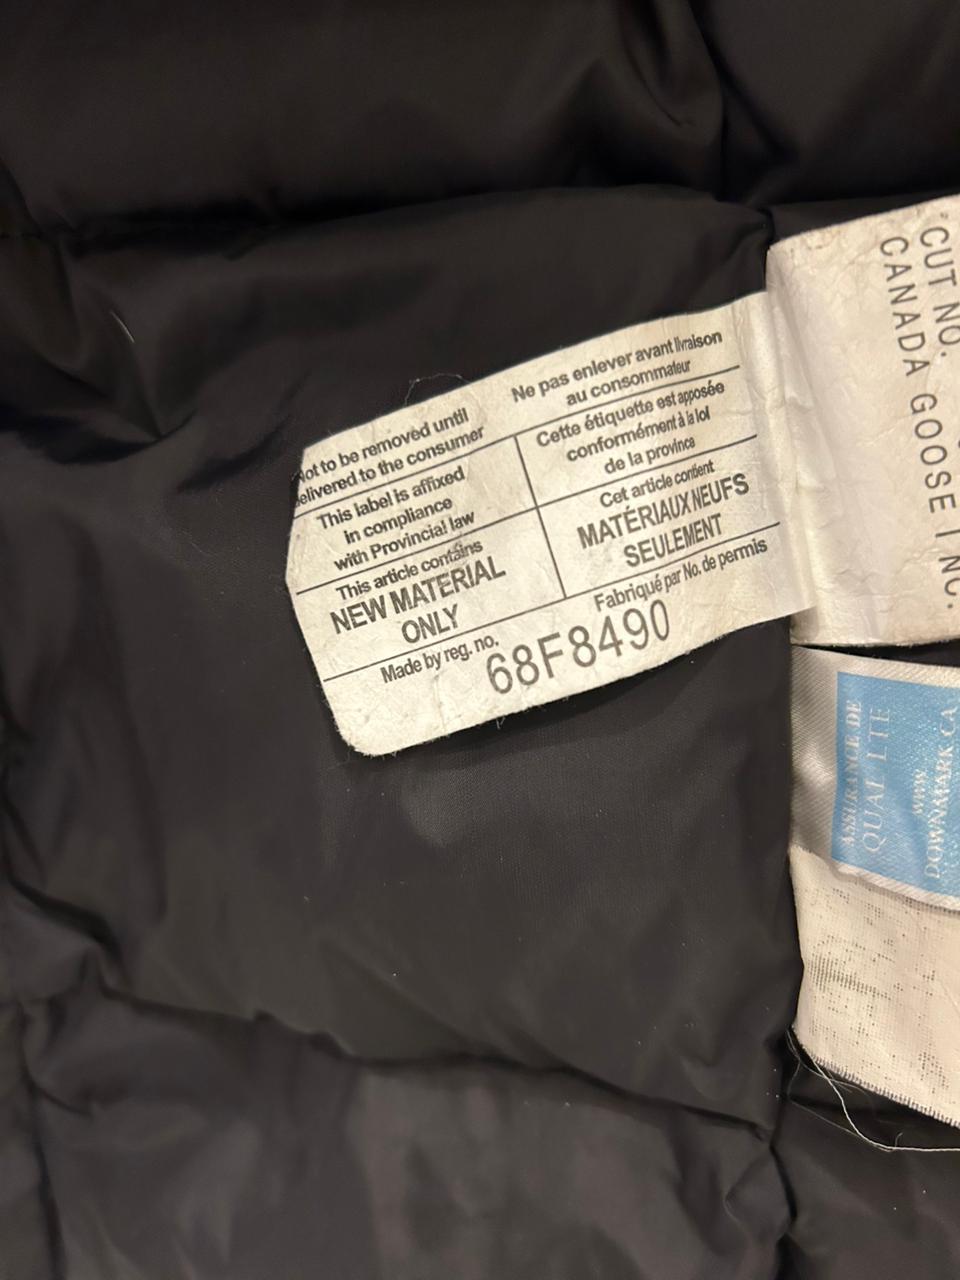 Not to be removed until
delivered to the consumer
Ne pas enlever avant livraison
au consommateur
This label is affixed
in compliance
with Provincial law
Cette étiquette est apposée
conformément à la loi
de la province
This article contains
NEW MATERIAL
ONLY
Cet article contient
MATÉRIAUX NEUFS
SEULEMENT
Made by reg. no.
Fabriqué par No. de permis
68F8490
CUT NO.
CANADA GOOSE INC.
ASSURANCE DE
QUALITE
WWW.
DOWNMARK.CA